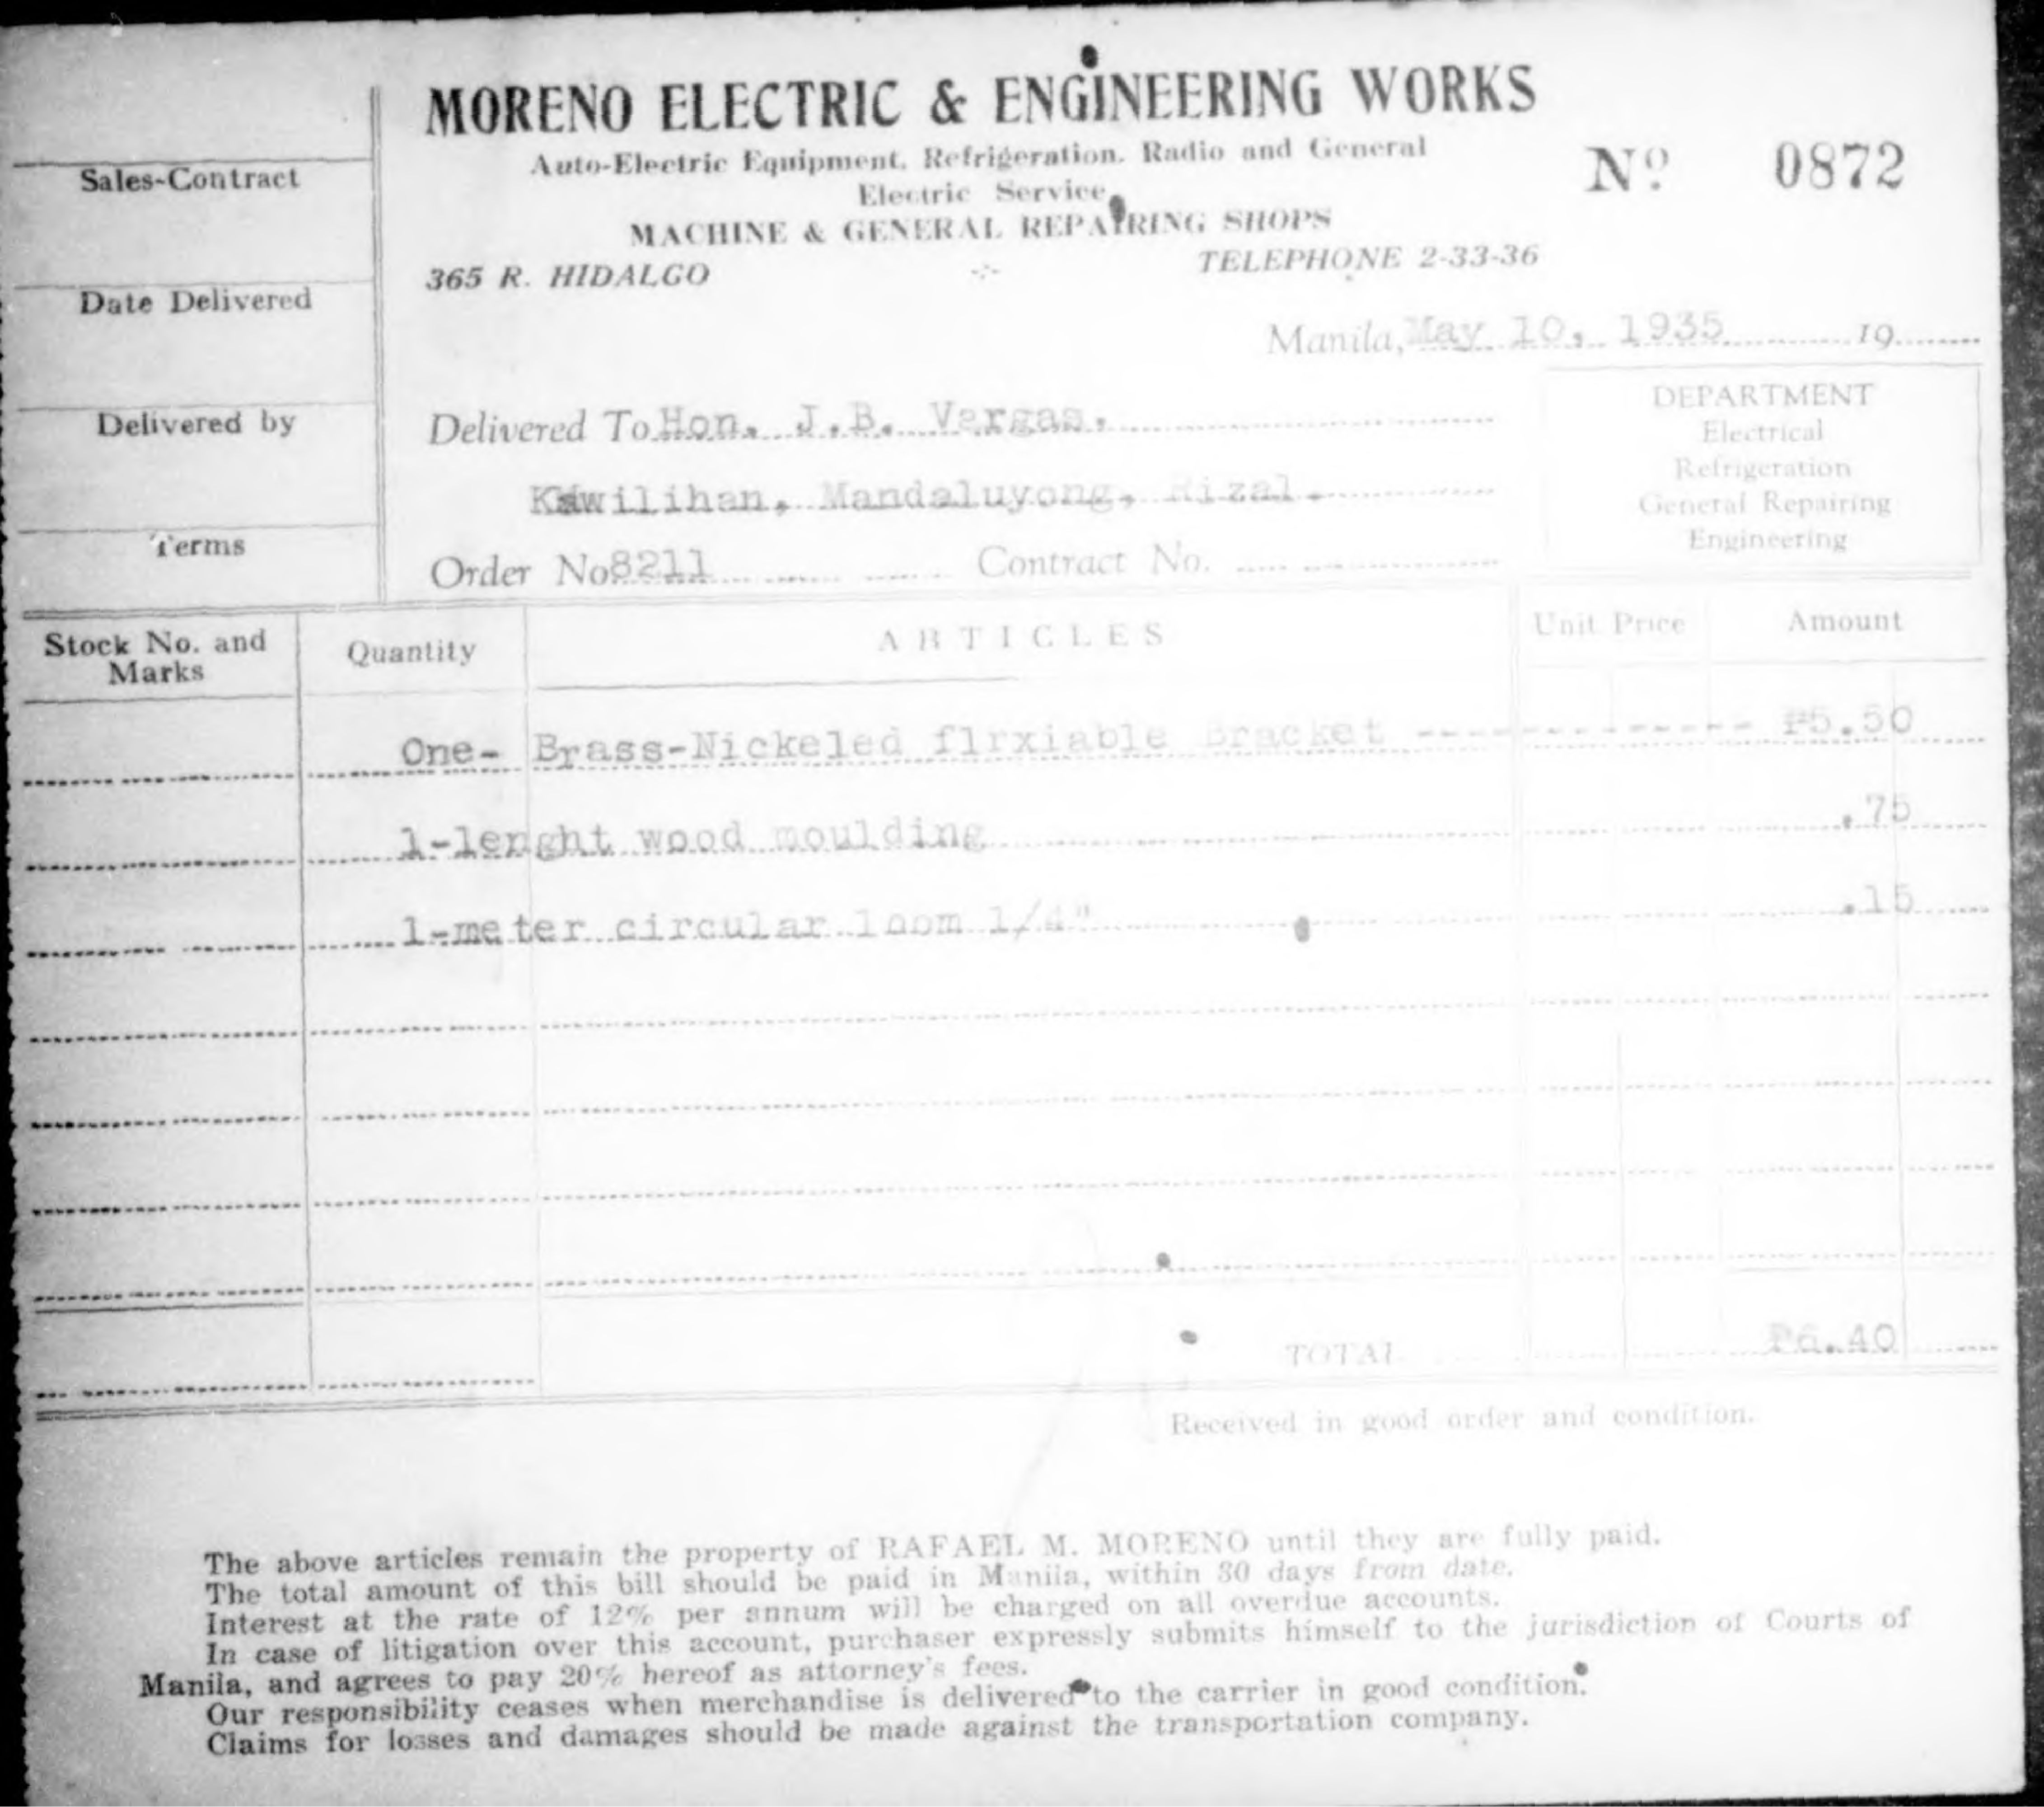 MORENO ELECTRIC & ENGINEERING WORKS
Auto-Electric Equipment, Refrigeration, Radio and General
Electric Service
MACHINE & GENERAL REPAIRING SHOPS
365 R. HIDALGO TELEPHONE 2-33-36
Nº 0872
Sales-Contract
Date Delivered
Delivered by
Terms
Manila, May 10, 1935 19
Delivered To Hon. J.B. Vargas.
Kawilihan, Mandaluyong, Rizal.
Order No. 8211 Contract No.
DEPARTMENT
Electrical
Refrigeration
General Repairing
Engineering
Stock No. and Marks Quantity ARTICLES Unit Price Amount
One- Brass-Nickeled flrxiable Bracket ------------- ₱5.50
1-lenght wood moulding .75
1-meter circular loom 1/4" .15
TOTAL ₱6.40
Received in good order and condition.
The above articles remain the property of RAFAEL M. MORENO until they are fully paid.
The total amount of this bill should be paid in Manila, within 30 days from date.
Interest at the rate of 12% per annum will be charged on all overdue accounts.
In case of litigation over this account, purchaser expressly submits himself to the jurisdiction of Courts of
Manila, and agrees to pay 20% hereof as attorney's fees.
Our responsibility ceases when merchandise is delivered to the carrier in good condition.
Claims for losses and damages should be made against the transportation company.